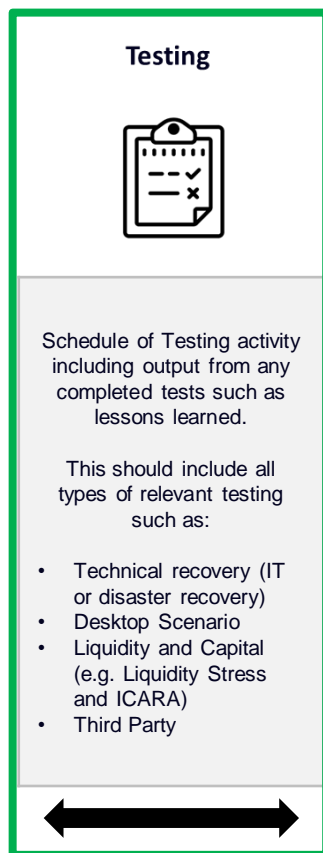 Testing
Schedule of Testing activity
including output from any
completed tests such as
lessons learned.
This should include all
types of relevant testing
such as:
• Technical recovery (IT
or disaster recovery)
• Desktop Scenario
• Liquidity and Capital
(e.g. Liquidity Stress
and ICARA)
• Third Party